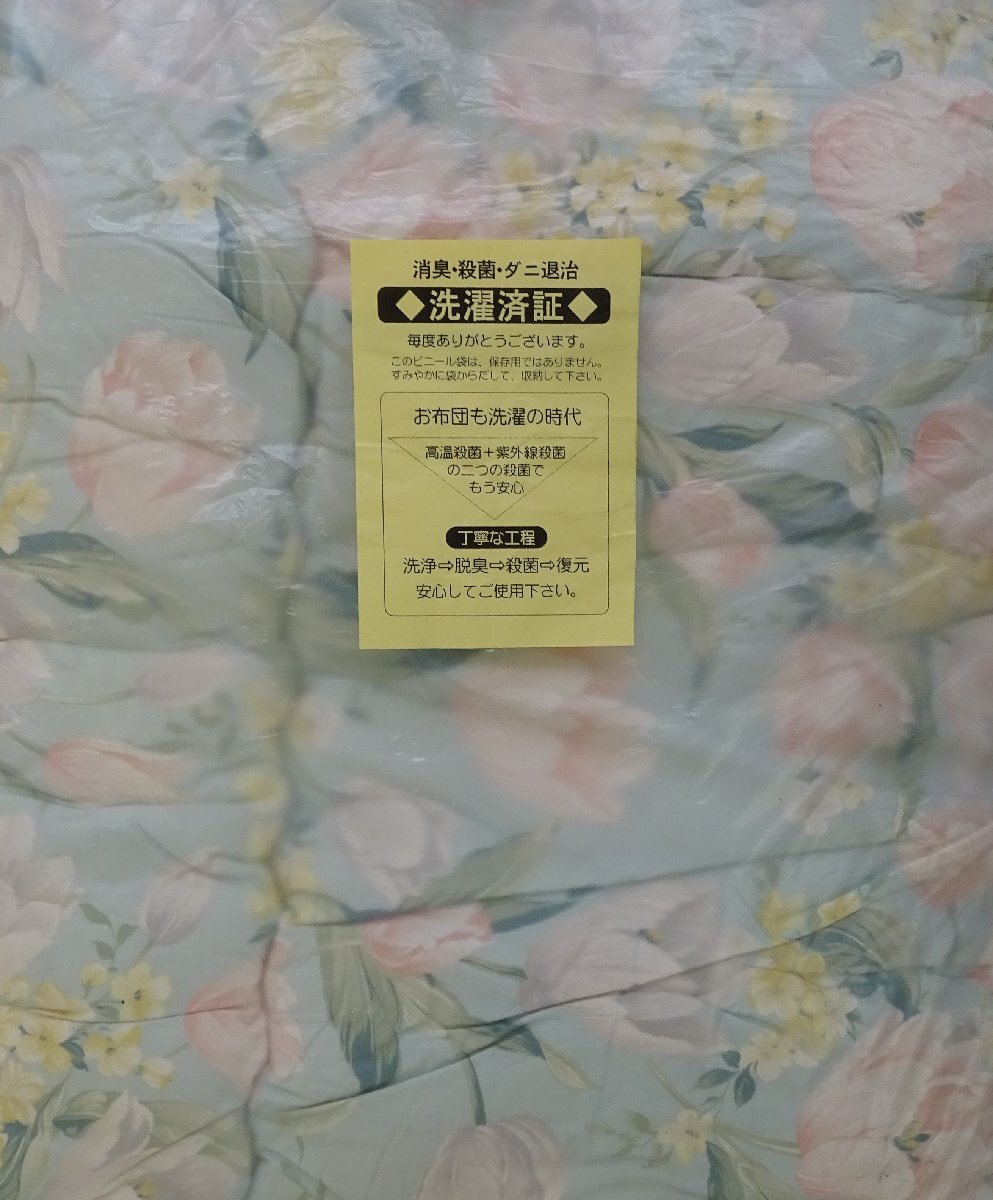 消臭・殺菌・ダニ退治
◆洗濯済証◆
毎度ありがとうございます。
このビニール袋は、保存用ではありません。
すみやかに袋からだして、収納して下さい。
お布団も洗濯の時代
高温殺菌＋紫外線殺菌
の二つの殺菌で
もう安心
丁寧な工程
洗浄⇨脱臭⇨殺菌⇨復元
安心してご使用下さい。